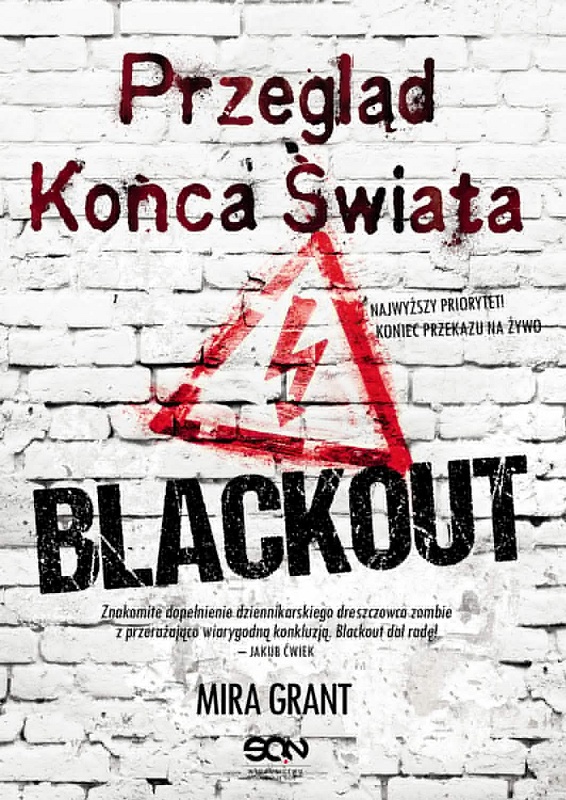 Przegląd
Końca Świata
NAJWYŻSZY PRIORYTET!
KONIEC PRZEKAZU NA ŻYWO
BLACKOUT
Znakomite dopełnienie dziennikarskiego dreszczowca zombie
z przerażająco wiarygodną konkluzją. Blackout dał radę!
– JAKUB ĆWIEK
MIRA GRANT
SQN
WYDAWNICTWO